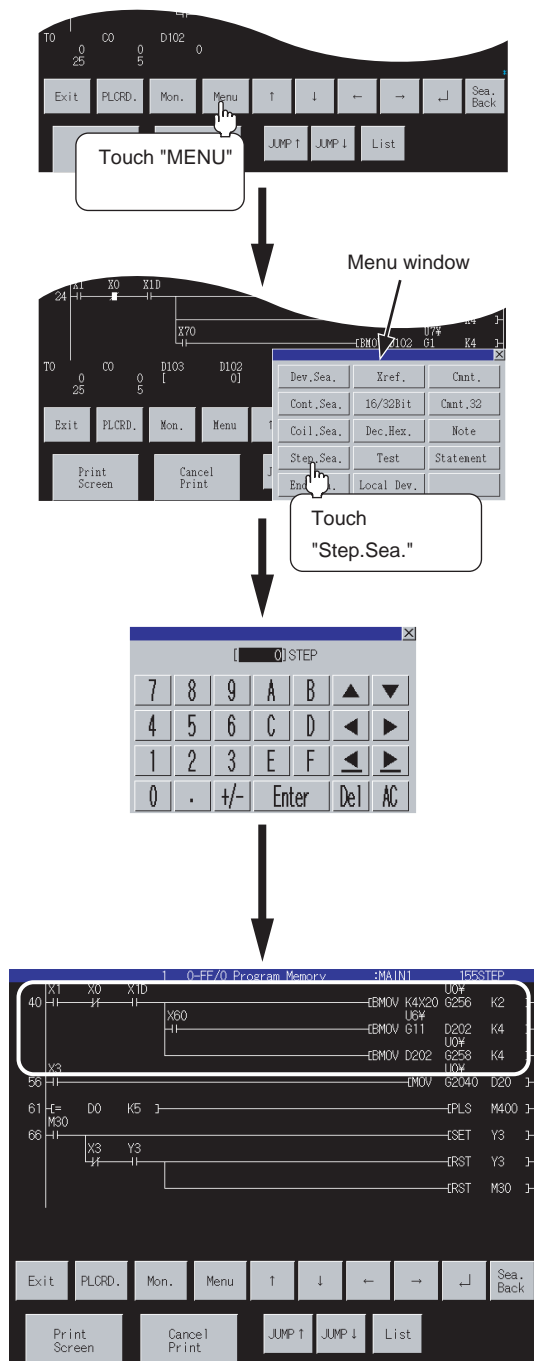 T0 C0 D102
0 0 0
25 5
Exit PLCRD. Mon. Menu ↑ ↓ ← → ↵ Sea. Back
JUMP↑ JUMP↓ List
Touch "MENU"
Menu window
X1 X0 X1D
24
X70 U7¥
[BMO D102 G1 K4 ]
T0 C0 D103 D102
0 0 [ 0]
25 5
Exit PLCRD. Mon. Menu
Print Screen Cancel Print
Dev.Sea. Xref. Cmnt.
Cont.Sea. 16/32Bit Cmnt.32
Coil.Sea. Dec.Hex. Note
Step.Sea. Test Statement
Local Dev.
Touch
"Step.Sea."
[ 0]STEP
7 8 9 A B ▲ ▼
4 5 6 C D ◀ ▶
1 2 3 E F ◀ ▶
0 . +/- Enter Del AC
1 0-FF/0 Program Memory :MAIN1 155STEP
X1 X0 X1D U0¥
40 [BMOV K4X20 G256 K2 ]
X60 U6¥
[BMOV G11 D202 K4 ]
U0¥
[BMOV D202 G258 K4 ]
X3 U0¥
56 [MOV G2040 D20 ]
61 [= D0 K5 ] [PLS M400 ]
M30
66 [SET Y3 ]
X3 Y3
[RST Y3 ]
[RST M30 ]
Exit PLCRD. Mon. Menu ↑ ↓ ← → ↵ Sea. Back
Print Screen Cancel Print JUMP↑ JUMP↓ List